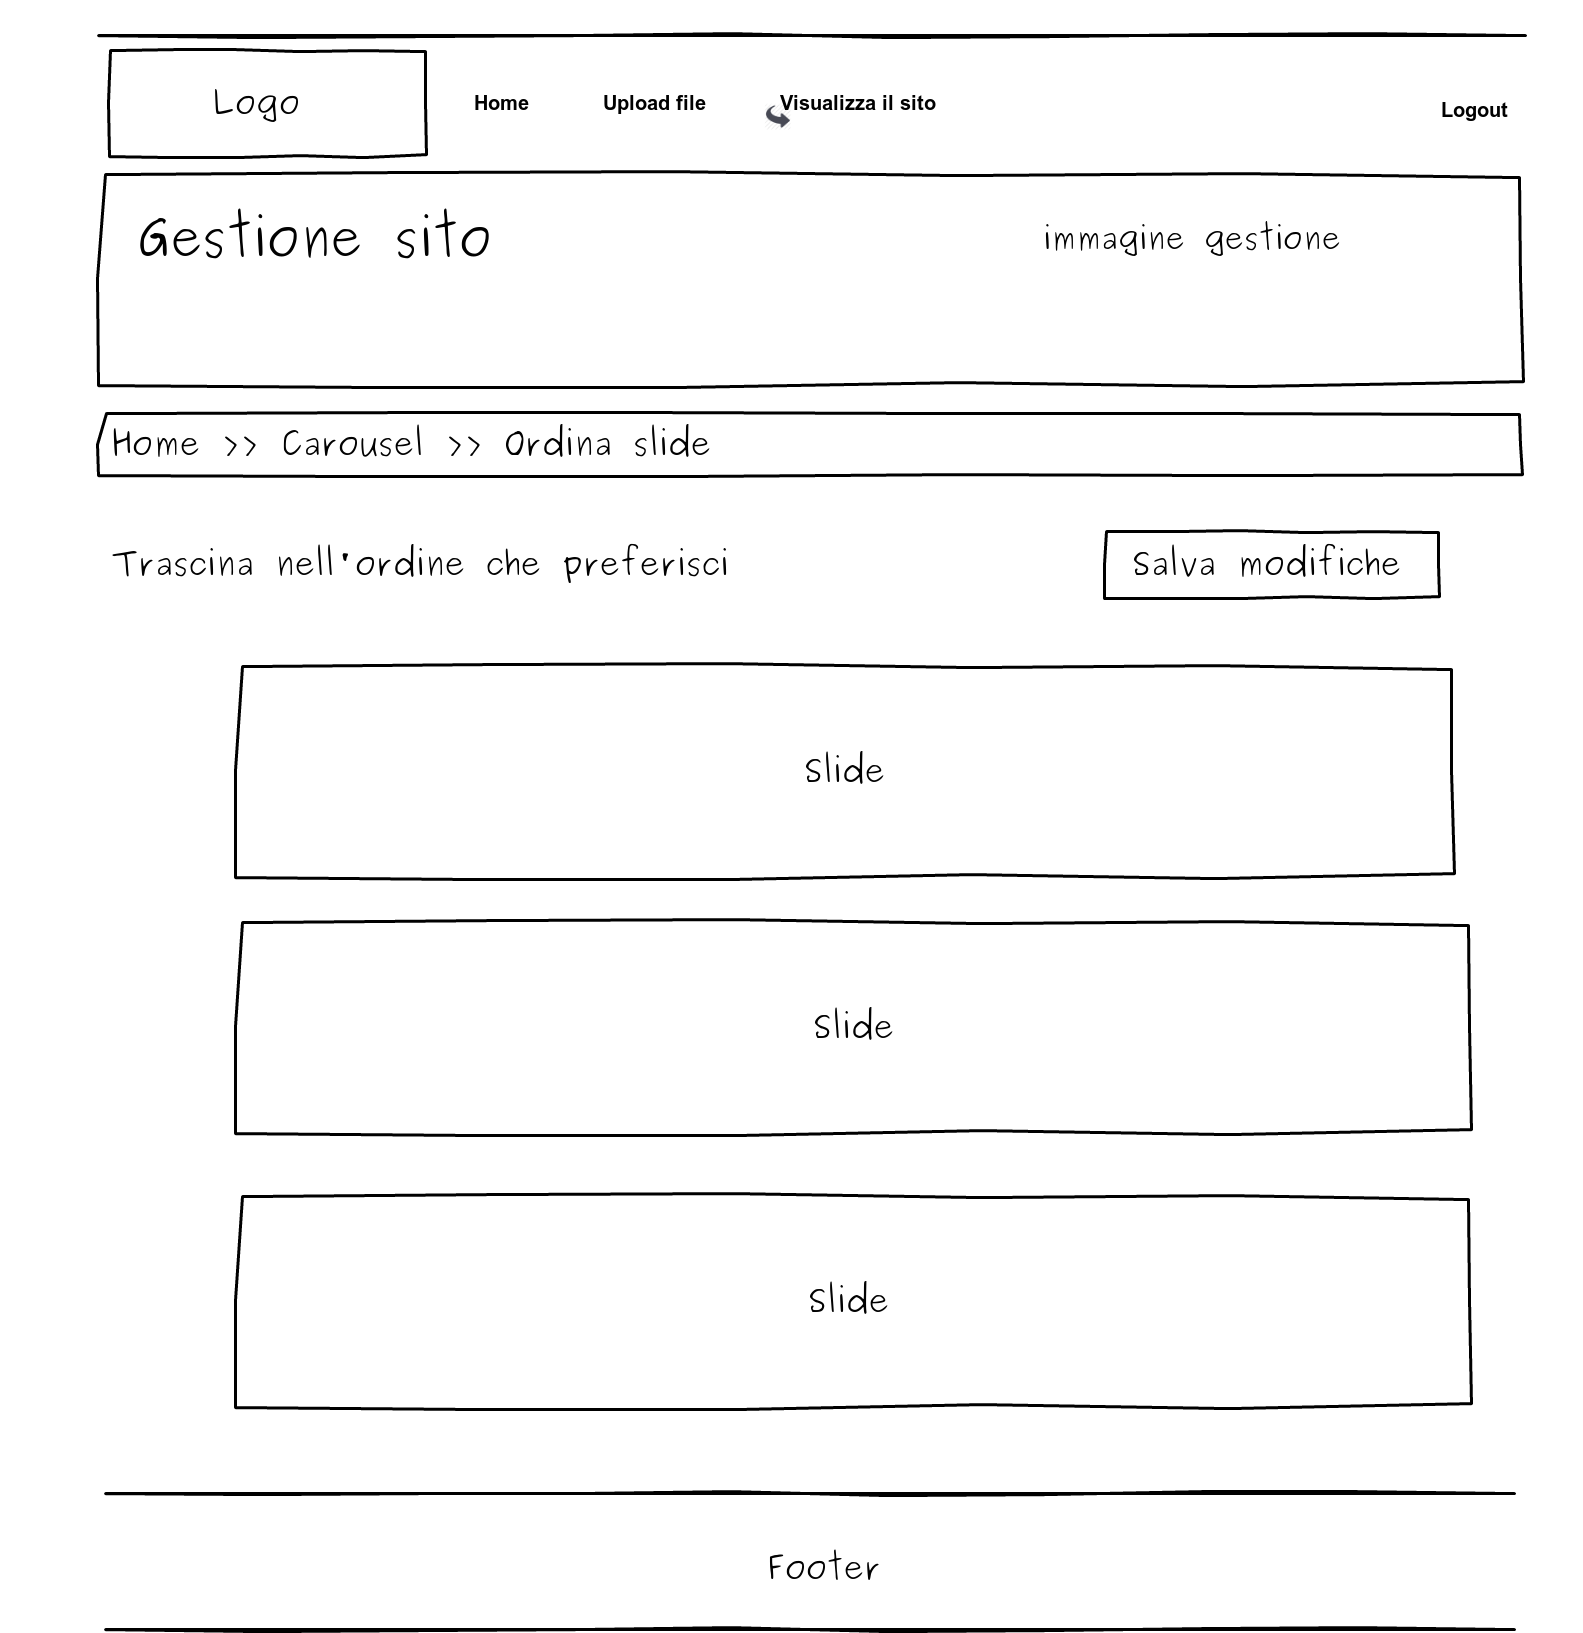 Logo
Home Upload file Visualizza il sito Logout
Gestione sito immagine gestione
Home >> Carousel >> Ordina slide
Trascina nell'ordine che preferisci Salva modifiche
Slide
Slide
Slide
Footer